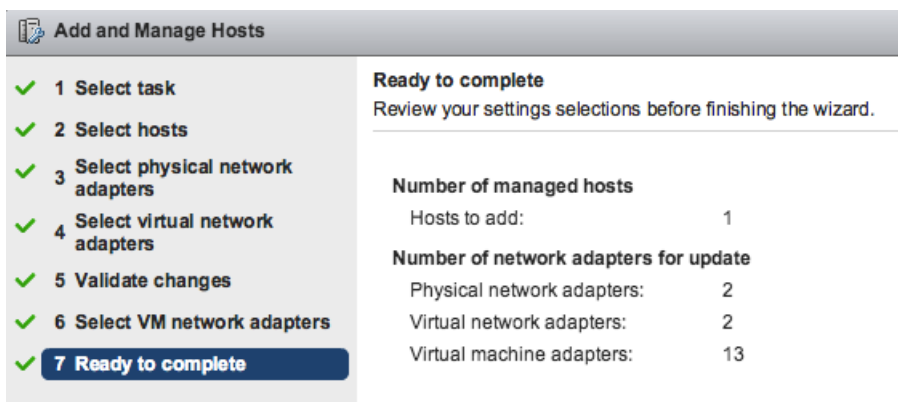 Add and Manage Hosts
1 Select task
2 Select hosts
3 Select physical network
adapters
4 Select virtual network
adapters
5 Validate changes
6 Select VM network adapters
7 Ready to complete
Ready to complete
Review your settings selections before finishing the wizard.
Number of managed hosts
Hosts to add: 1
Number of network adapters for update
Physical network adapters: 2
Virtual network adapters: 2
Virtual machine adapters: 13